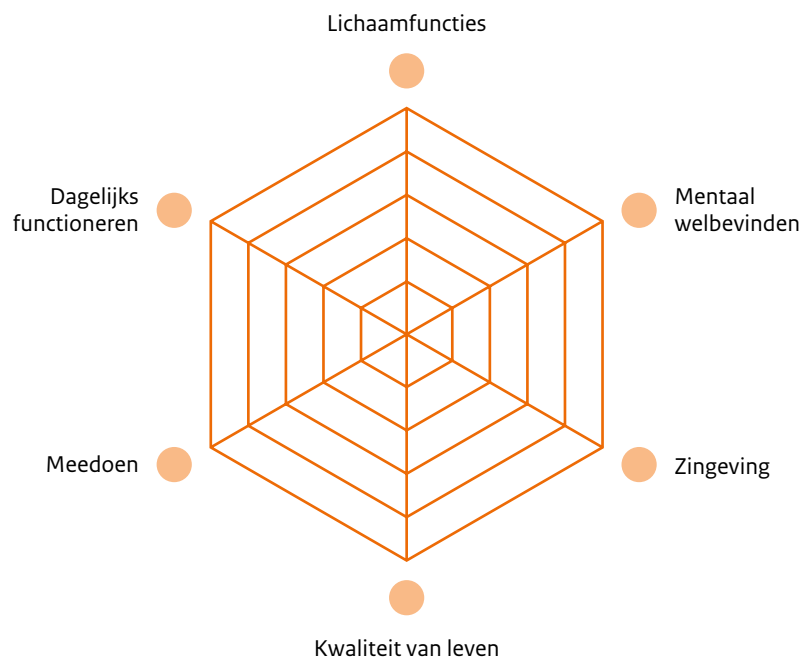 Lichaamfuncties
Dagelijks
functioneren
Mentaal
welbevinden
Meedoen
Zingeving
Kwaliteit van leven